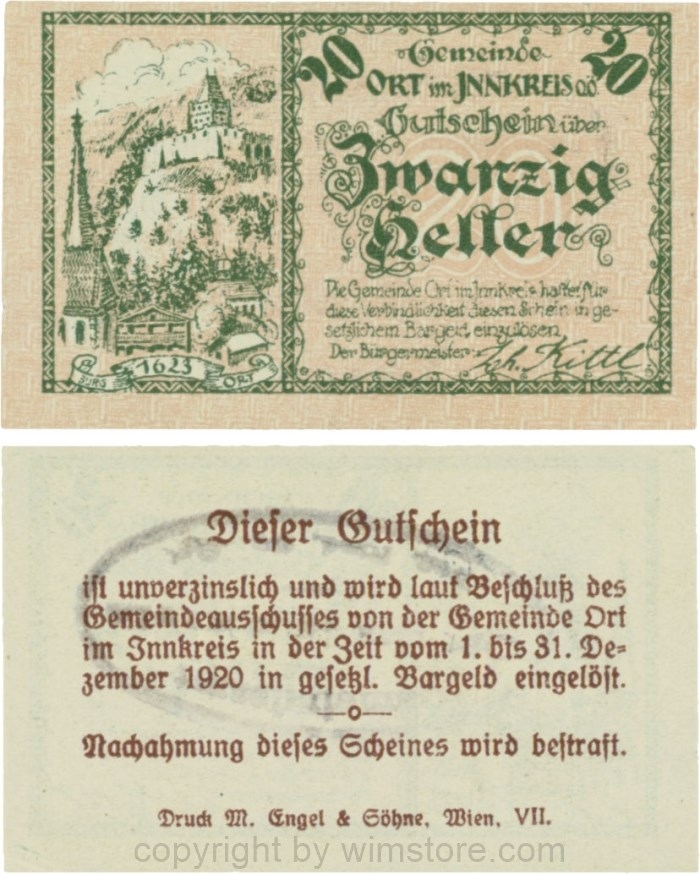 20 Gemeinde 20
ORT im INNKREIS o.ö.
Gutschein über
Zwanzig
Heller
Die Gemeinde Ort im Innkreis haftet für
diese Verbindlichkeit diesen Schein in ge-
setzlichem Bargeld einzulösen.
Der Bürgermeister: Joh. Kittl
BURG 1623 ORT
Dieser Gutschein
ist unverzinslich und wird laut Beschluß des
Gemeindeausschusses von der Gemeinde Ort
im Innkreis in der Zeit vom 1. bis 31. De-
zember 1920 in gesetzl. Bargeld eingelöst.
Nachahmung dieses Scheines wird bestraft.
Druck M. Engel & Söhne, Wien, VII.
copyright by wimstore.com